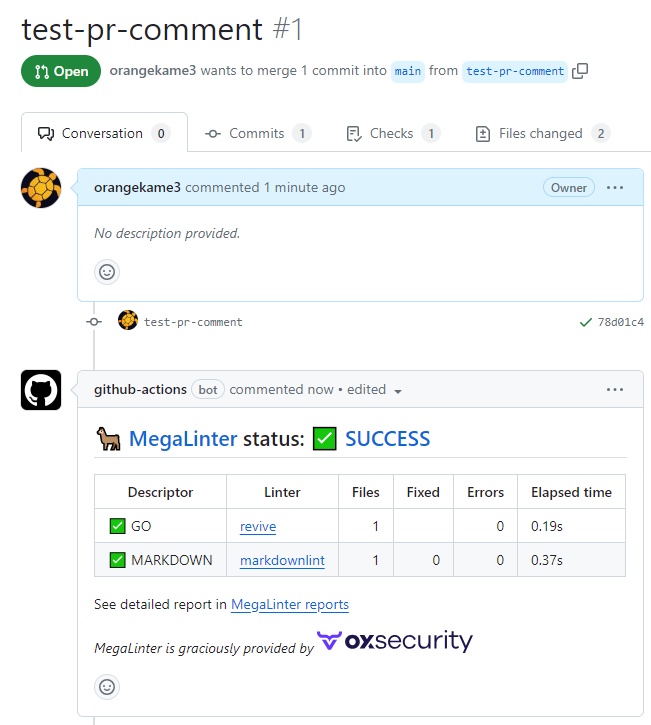 test-pr-comment #1
Open orangekame3 wants to merge 1 commit into main from test-pr-comment
Conversation 0 Commits 1 Checks 1 Files changed 2
orangekame3 commented 1 minute ago Owner
No description provided.
test-pr-comment 78d01c4
github-actions bot commented now • edited
MegaLinter status: ✅ SUCCESS
Descriptor Linter Files Fixed Errors Elapsed time
✅ GO revive 1 0 0.19s
✅ MARKDOWN markdownlint 1 0 0 0.37s
See detailed report in MegaLinter reports
MegaLinter is graciously provided by oxsecurity